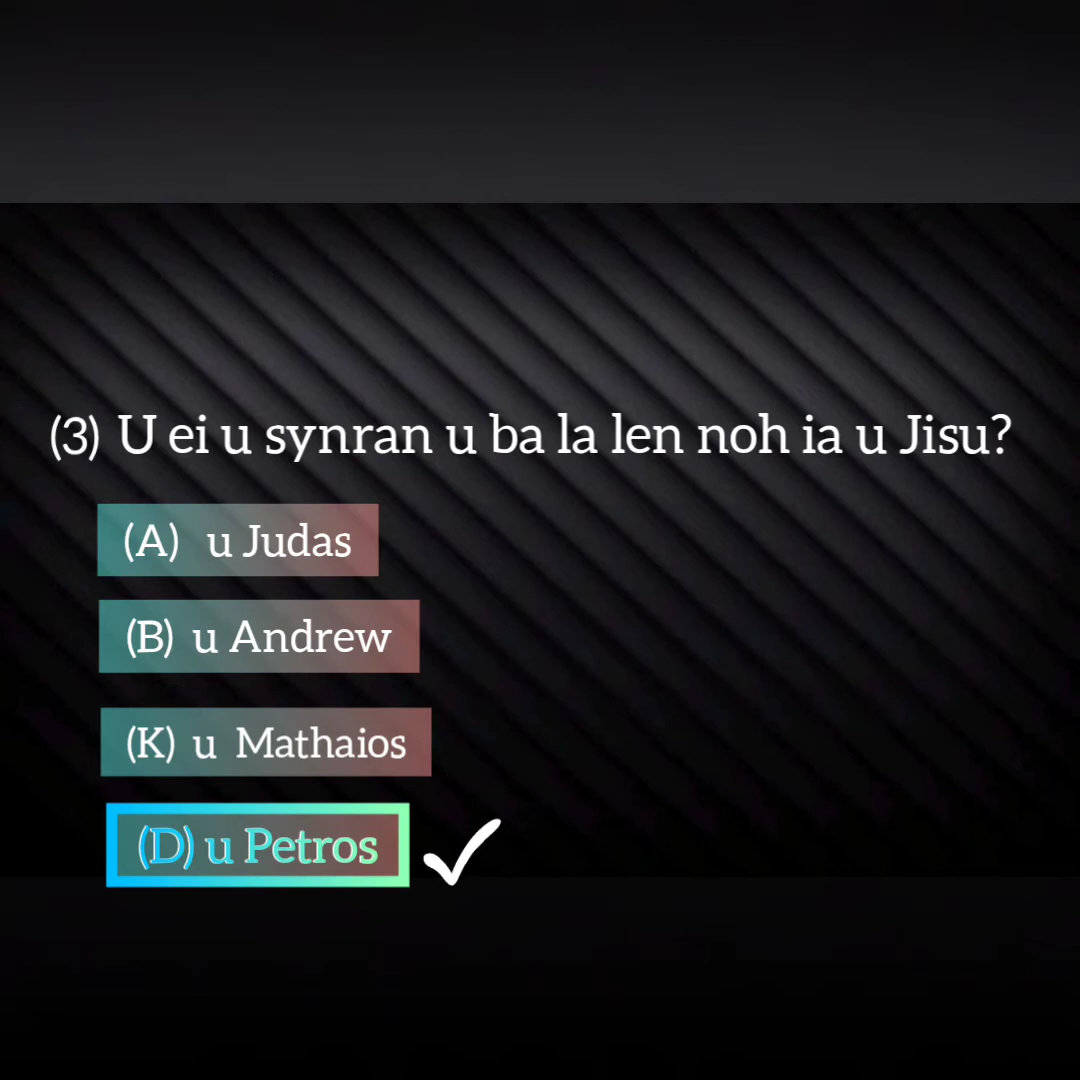 (3) U ei u synran u ba la len noh ia u Jisu?
(A) u Judas
(B) u Andrew
(K) u Mathaios
(D) u Petros